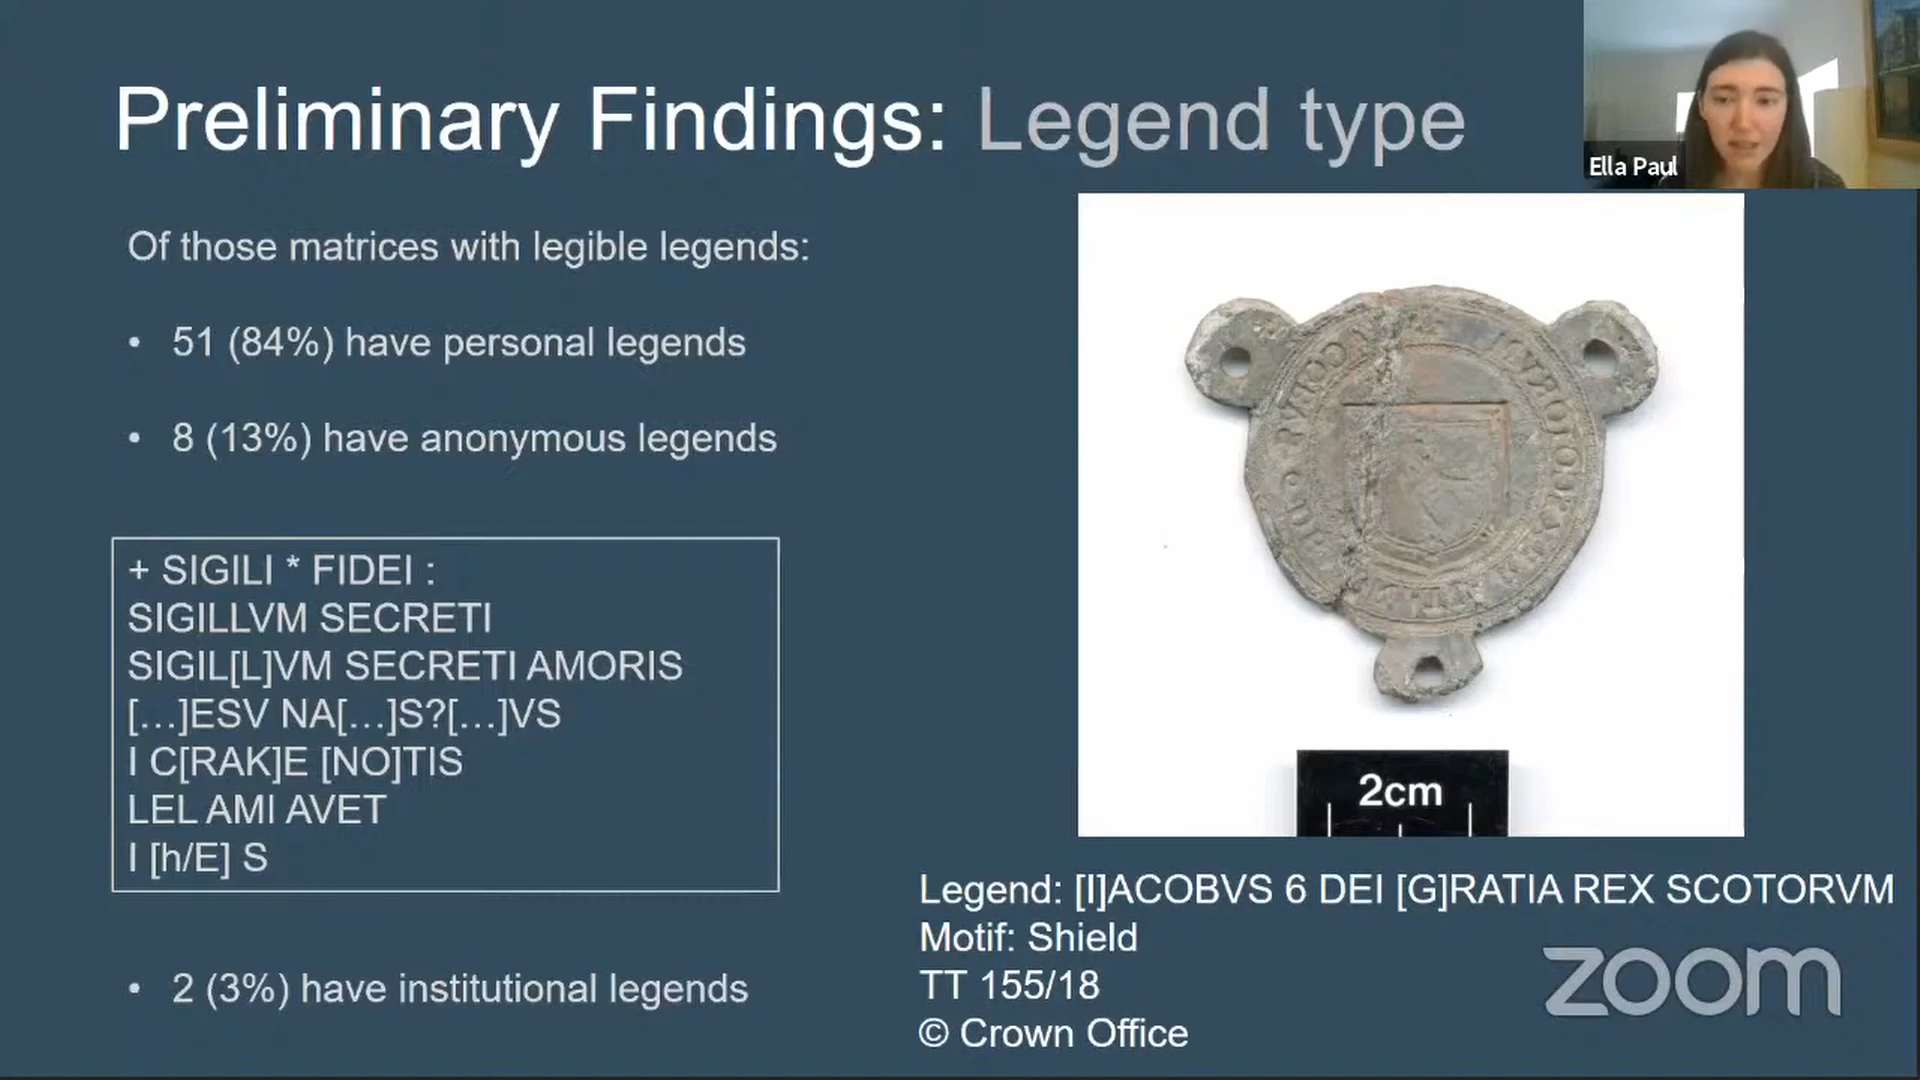 Preliminary Findings: Legend type
Ella Paul
Of those matrices with legible legends:
• 51 (84%) have personal legends
• 8 (13%) have anonymous legends
+ SIGILI * FIDEI :
SIGILLVM SECRETI
SIGIL[L]VM SECRETI AMORIS
[…]ESV NA[…]S?[…]VS
I C[RAK]E [NO]TIS
LEL AMI AVET
I [h/E] S
• 2 (3%) have institutional legends
2cm
Legend: [I]ACOBVS 6 DEI [G]RATIA REX SCOTORVM
Motif: Shield
TT 155/18
© Crown Office
zoom